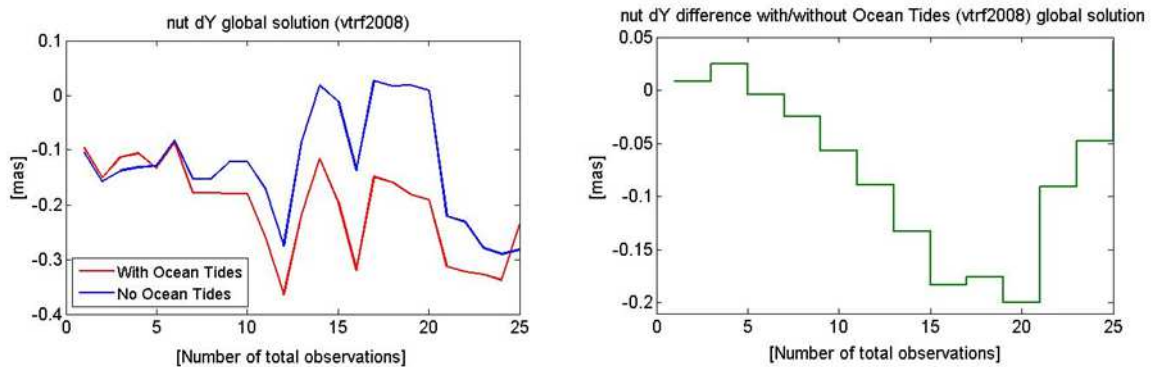 nut dY global solution (vtrf2008)
0.1
0
-0.1
-0.2
-0.3
-0.4
[mas]
With Ocean Tides
No Ocean Tides
0 5 10 15 20 25
[Number of total observations]
nut dY difference with/without Ocean Tides (vtrf2008) global solution
0.05
0
-0.05
-0.1
-0.15
-0.2
[mas]
0 5 10 15 20 25
[Number of total observations]